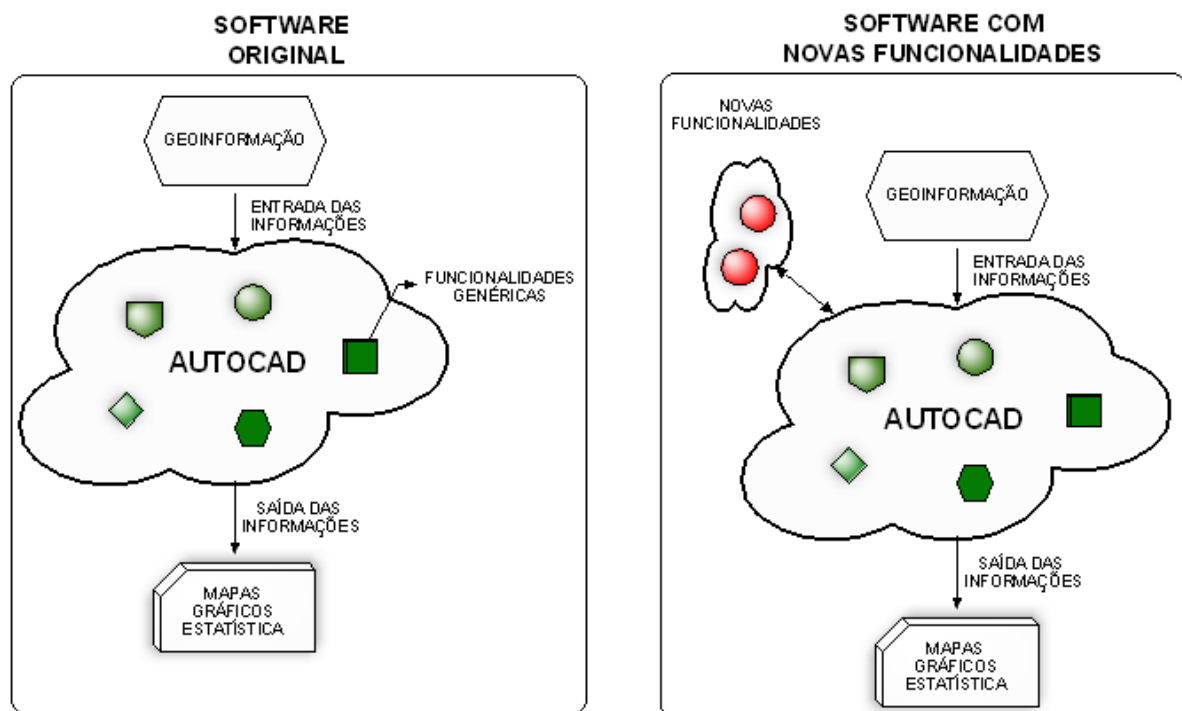 SOFTWARE
ORIGINAL
GEOINFORMAÇÃO
ENTRADA DAS
INFORMAÇÕES
FUNCIONALIDADES
GENÉRICAS
AUTOCAD
SAÍDA DAS
INFORMAÇÕES
MAPAS
GRÁFICOS
ESTATÍSTICA
SOFTWARE COM
NOVAS FUNCIONALIDADES
NOVAS
FUNCIONALIDADES
GEOINFORMAÇÃO
ENTRADA DAS
INFORMAÇÕES
AUTOCAD
SAÍDA DAS
INFORMAÇÕES
MAPAS
GRÁFICOS
ESTATÍSTICA